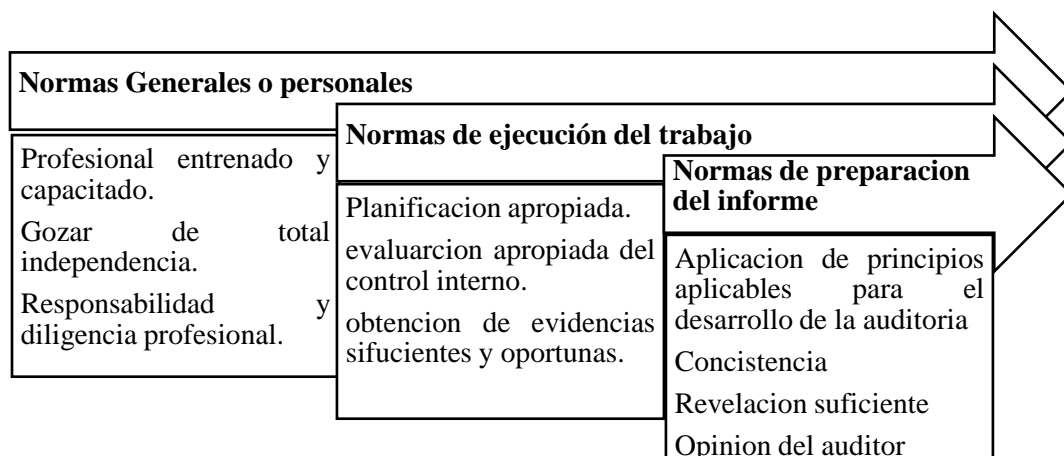 Normas Generales o personales
Profesional entrenado y
capacitado.
Gozar de total
independencia.
Responsabilidad y
diligencia profesional.
Normas de ejecución del trabajo
Planificacion apropiada.
evaluarcion apropiada del
control interno.
obtencion de evidencias
sifucientes y oportunas.
Normas de preparacion
del informe
Aplicacion de principios
aplicables para el
desarrollo de la auditoria
Concistencia
Revelacion suficiente
Opinion del auditor